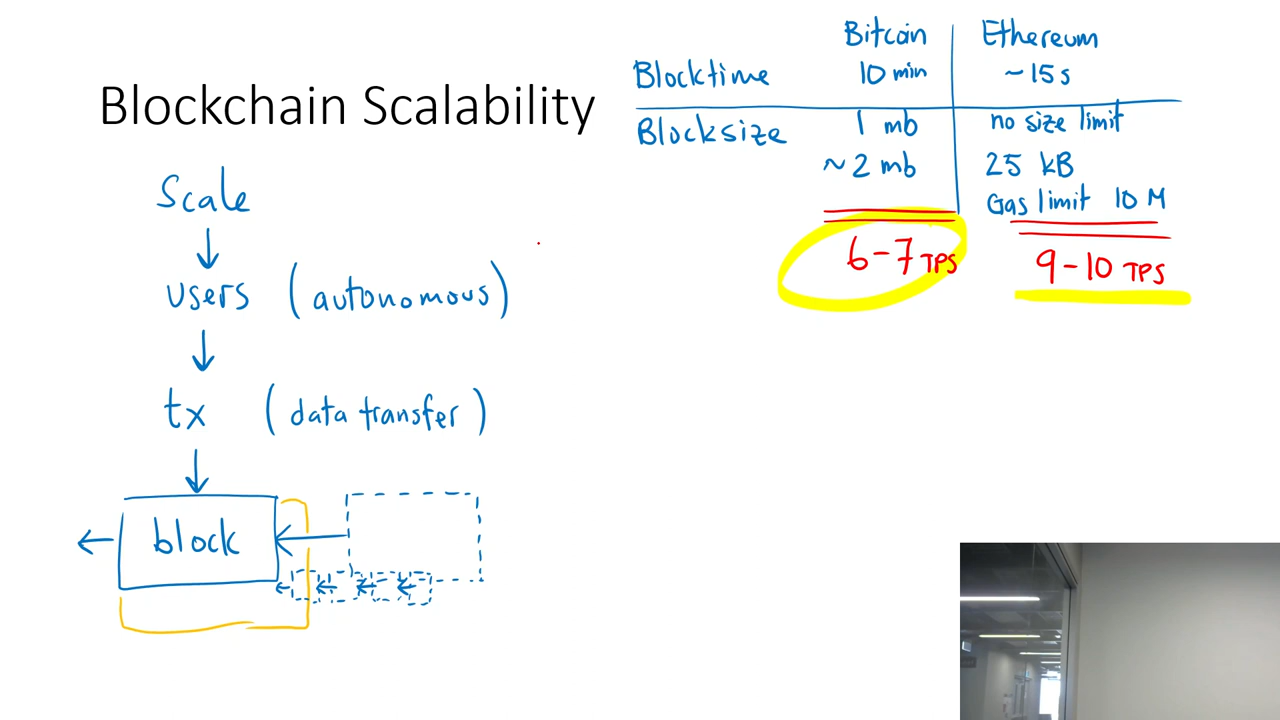 Blockchain Scalability
Scale
users (autonomous)
tx (data transfer)
block
Bitcoin Ethereum
Blocktime 10 min ~15s
Blocksize 1 mb no size limit
~2 mb 25 kB
Gas limit 10 M
6-7 TPS 9-10 TPS